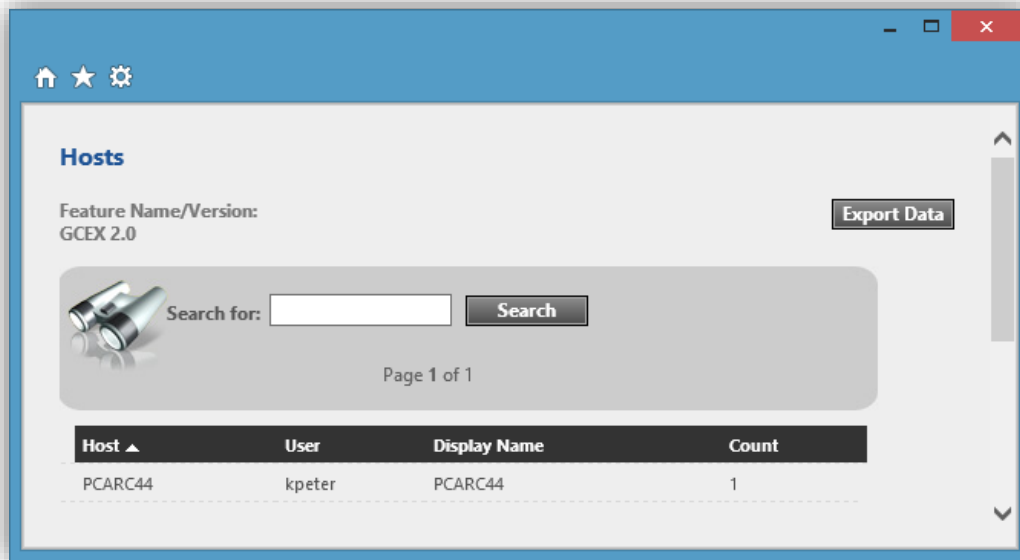 Hosts
Feature Name/Version:
GCEX 2.0
Export Data
Search for:
Search
Page 1 of 1
Host User Display Name Count
PCARC44 kpeter PCARC44 1